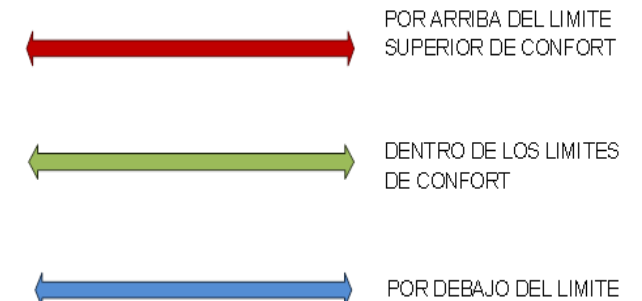 POR ARRIBA DEL LIMITE
SUPERIOR DE CONFORT
DENTRO DE LOS LIMITES
DE CONFORT
POR DEBAJO DEL LIMITE